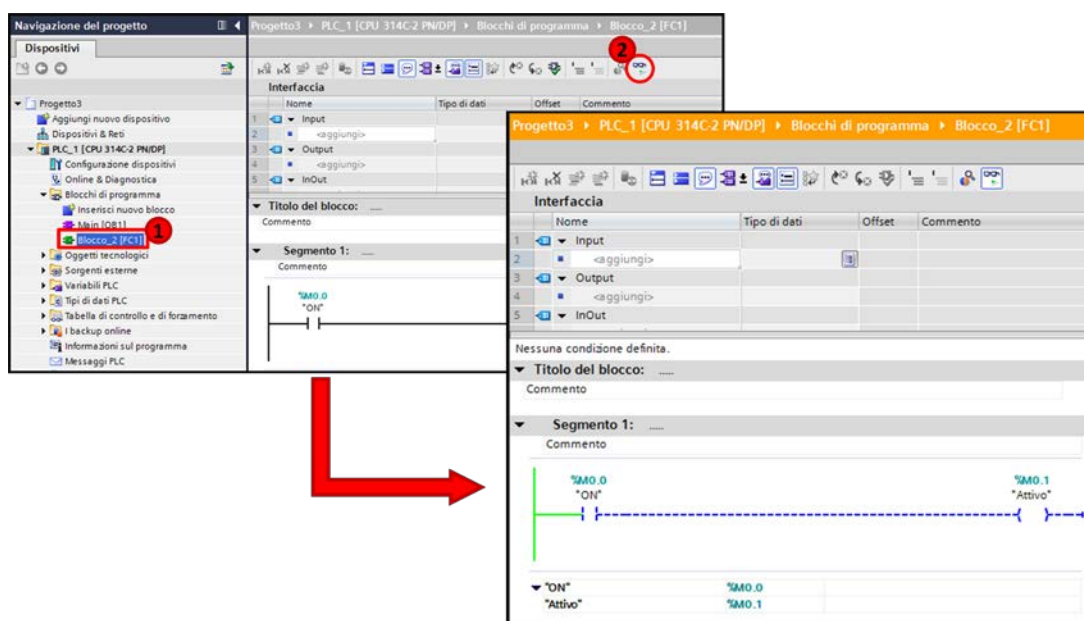 Navigazione del progetto
Progetto3 ▸ PLC_1 [CPU 314C-2 PN/DP] ▸ Blocchi di programma ▸ Blocco_2 [FC1]
Dispositivi
2
Interfaccia
Nome Tipo di dati Offset Commento
1 Input
2 <aggiungi>
3 Output
4 <aggiungi>
5 InOut
Titolo del blocco: .....
Commento
Segmento 1: .....
Commento
%M0.0
"ON"
Progetto3
Aggiungi nuovo dispositivo
Dispositivi & Reti
PLC_1 [CPU 314C-2 PN/DP]
Configurazione dispositivi
Online & Diagnostica
Blocchi di programma
Inserisci nuovo blocco
Main [OB1]
1
Blocco_2 [FC1]
Oggetti tecnologici
Sorgenti esterne
Variabili PLC
Tipi di dati PLC
Tabella di controllo e di forzamento
I backup online
Informazioni sul programma
Messaggi PLC
Progetto3 ▸ PLC_1 [CPU 314C-2 PN/DP] ▸ Blocchi di programma ▸ Blocco_2 [FC1]
Interfaccia
Nome Tipo di dati Offset Commento
1 Input
2 <aggiungi>
3 Output
4 <aggiungi>
5 InOut
Nessuna condizione definita.
Titolo del blocco: .....
Commento
Segmento 1: .....
Commento
%M0.0 %M0.1
"ON" "Attivo"
"ON" %M0.0
"Attivo" %M0.1